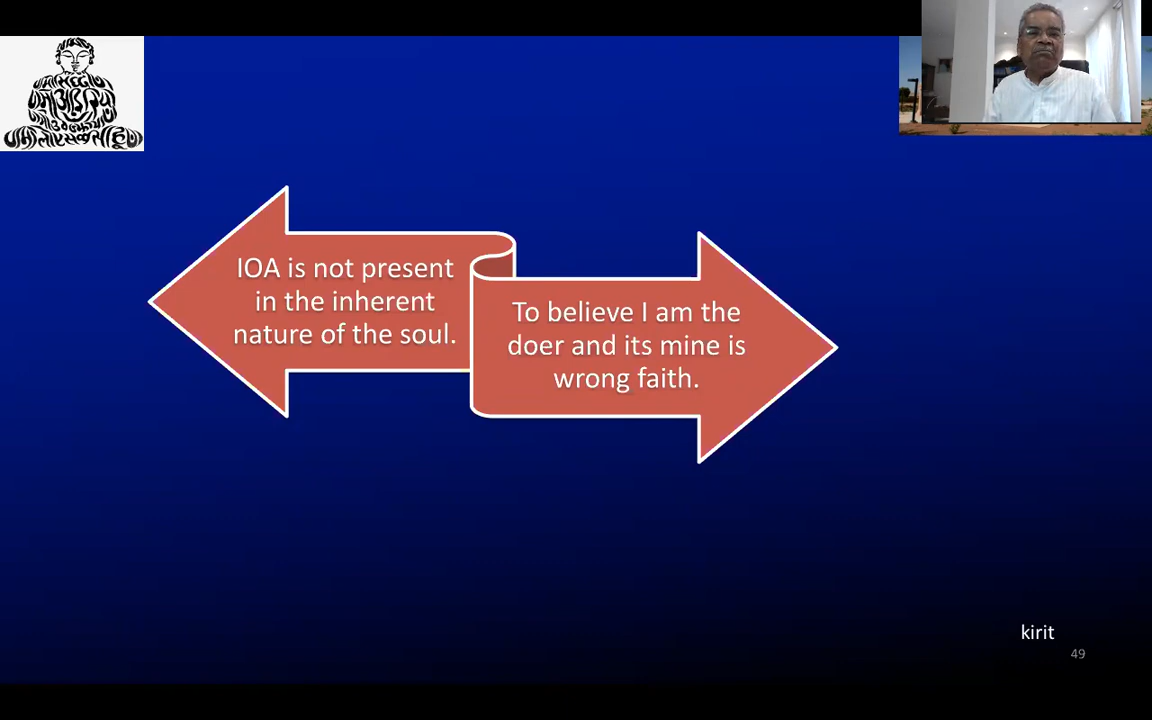 IOA is not present
in the inherent
nature of the soul.
To believe I am the
doer and its mine is
wrong faith.
kirit
49